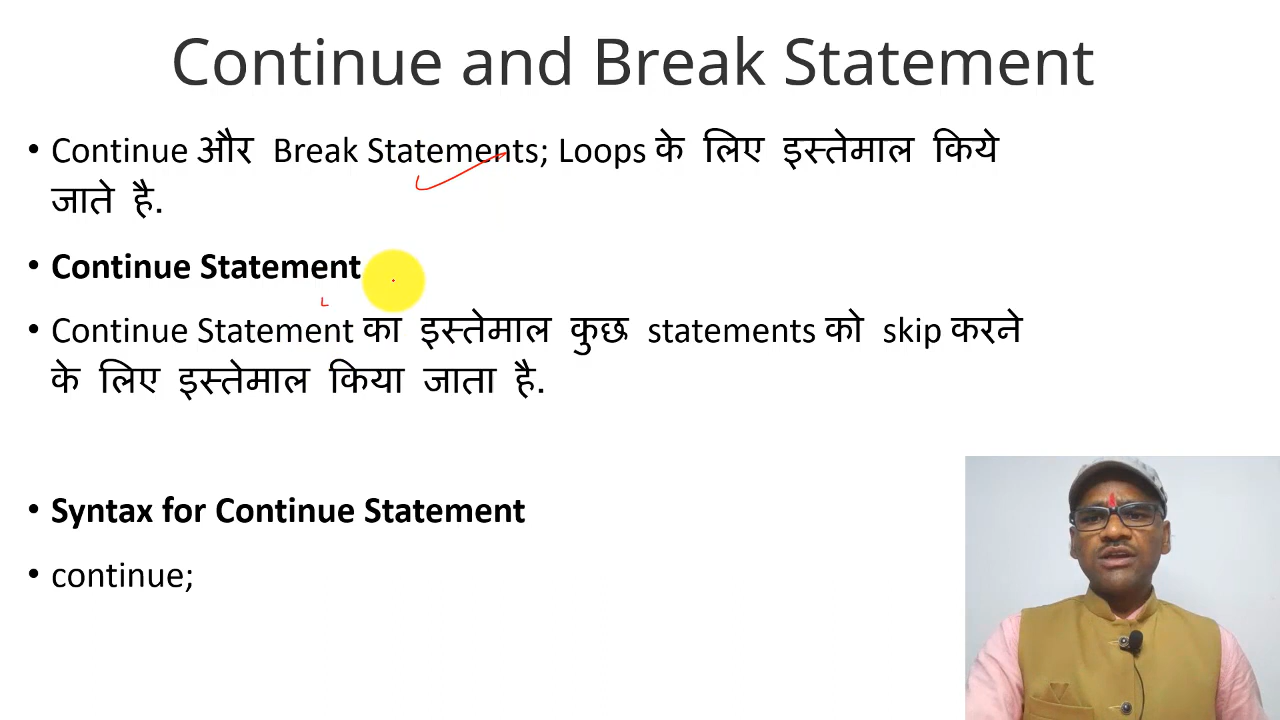 Continue and Break Statement
• Continue और Break Statements; Loops के लिए इस्तेमाल किये
जाते है.
• Continue Statement
• Continue Statement का इस्तेमाल कुछ statements को skip करने
के लिए इस्तेमाल किया जाता है.
• Syntax for Continue Statement
• continue;